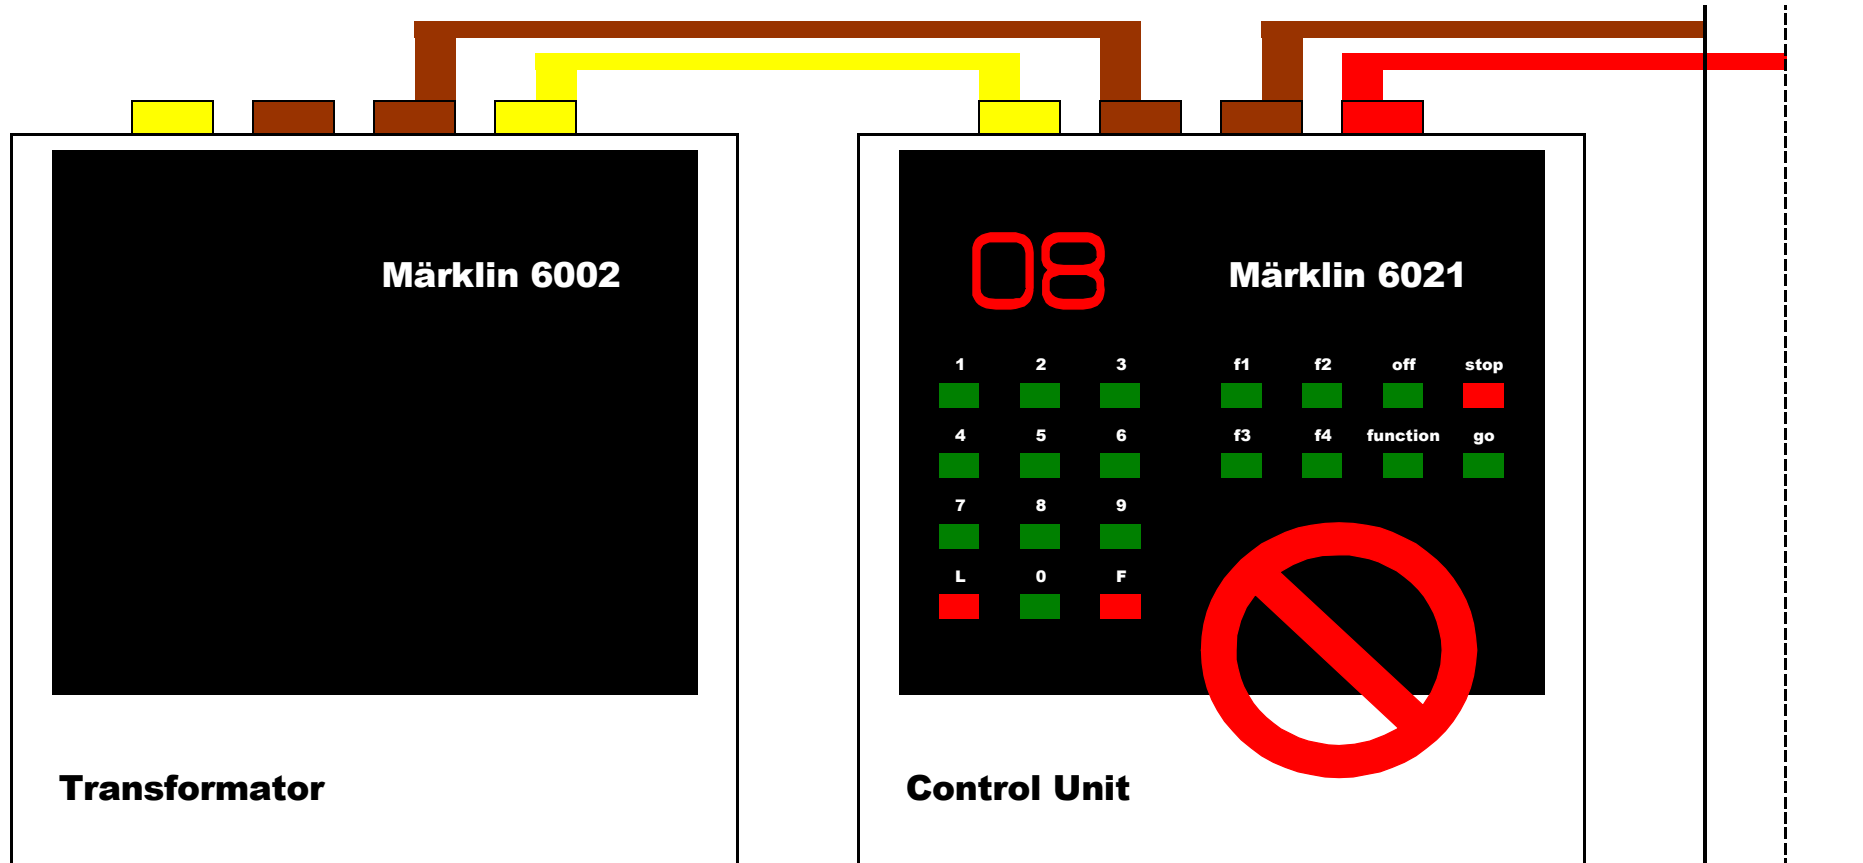 Märklin 6002
08
Märklin 6021
1 2 3 f1 f2 off stop
4 5 6 f3 f4 function go
7 8 9
L 0 F
Transformator
Control Unit